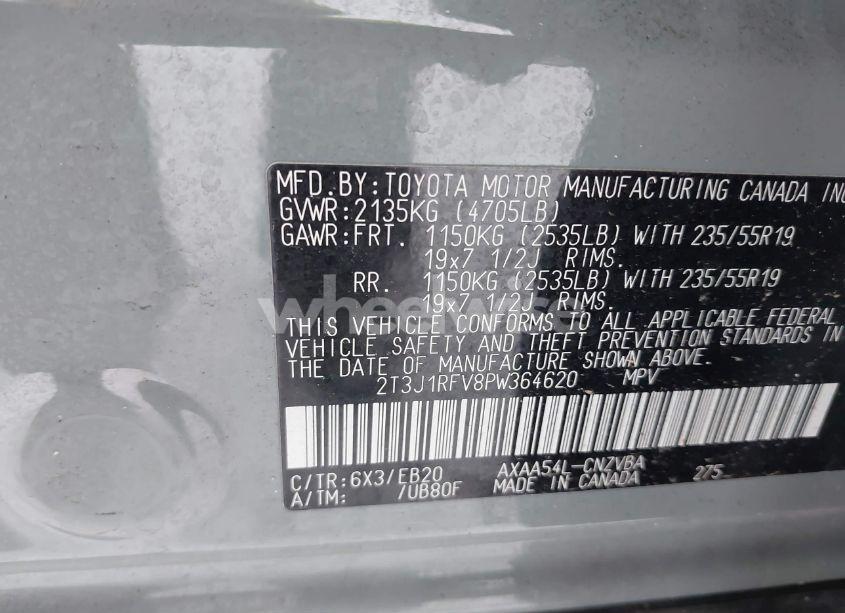 MFD.BY:TOYOTA MOTOR MANUFACTURING CANADA INC
GVWR:2135KG (4705LB)
GAWR:FRT. 1150KG (2535LB) WITH 235/55R19
19x7 1/2J RIMS.
RR. 1150KG (2535LB) WITH 235/55R19
19x7 1/2J RIMS.
wheelwise
THIS VEHICLE CONFORMS TO ALL APPLICABLE FEDERAL
VEHICLE SAFETY AND THEFT PREVENTION STANDARDS IN
THE DATE OF MANUFACTURE SHOWN ABOVE.
2T3J1RFV8PW364620 MPV
C/TR:6X3/EB20 AXAA54L-CNZVBA 275
A/TM: /UB80F MADE IN CANADA